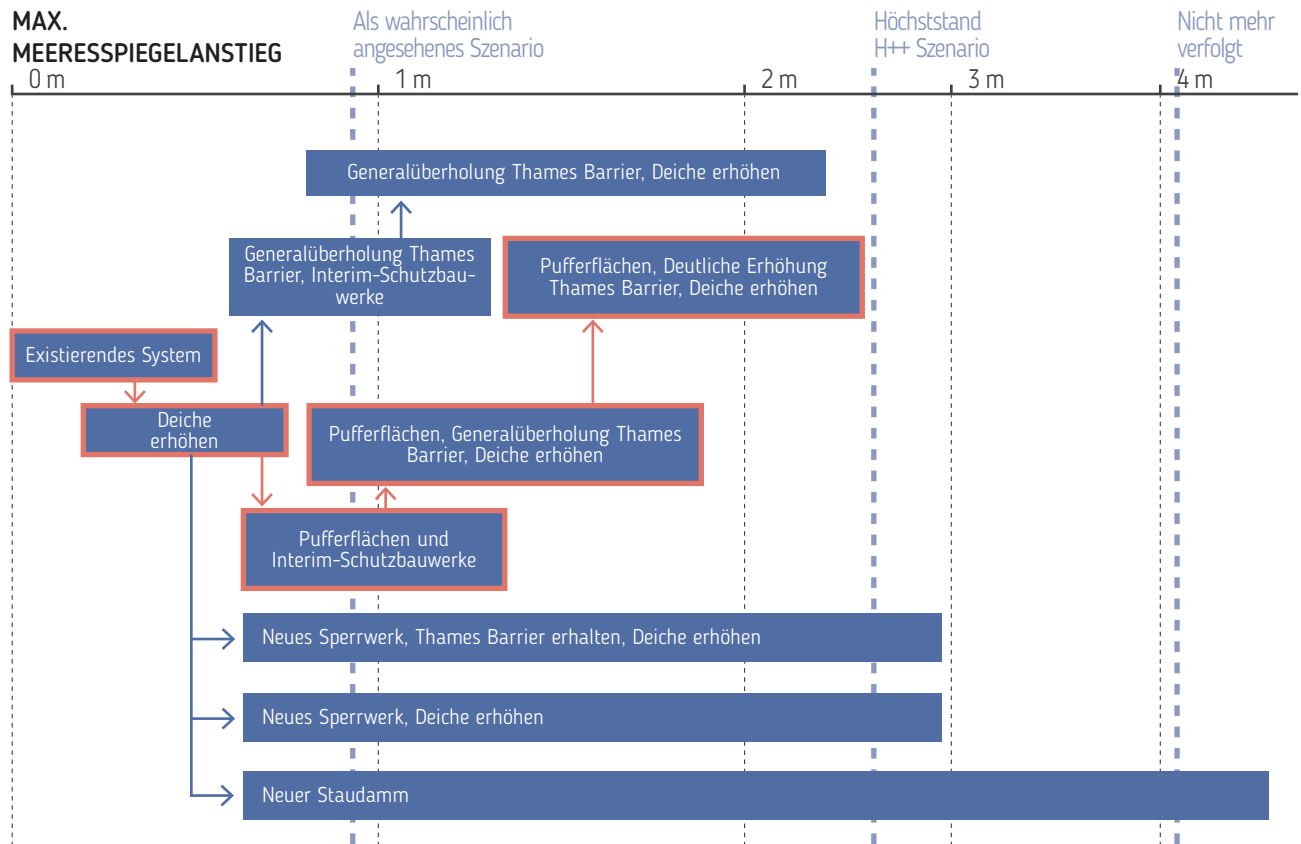 MAX.
MEERESSPIEGELANSTIEG
Als wahrscheinlich
angesehenes Szenario
Höchststand
H++ Szenario
Nicht mehr
verfolgt
0 m
1 m
2 m
3 m
4 m
Generalüberholung Thames Barrier, Deiche erhöhen
Generalüberholung Thames
Barrier, Interim-Schutzbau-
werke
Pufferflächen, Deutliche Erhöhung
Thames Barrier, Deiche erhöhen
Existierendes System
Deiche
erhöhen
Pufferflächen, Generalüberholung Thames
Barrier, Deiche erhöhen
Pufferflächen und
Interim-Schutzbauwerke
Neues Sperrwerk, Thames Barrier erhalten, Deiche erhöhen
Neues Sperrwerk, Deiche erhöhen
Neuer Staudamm